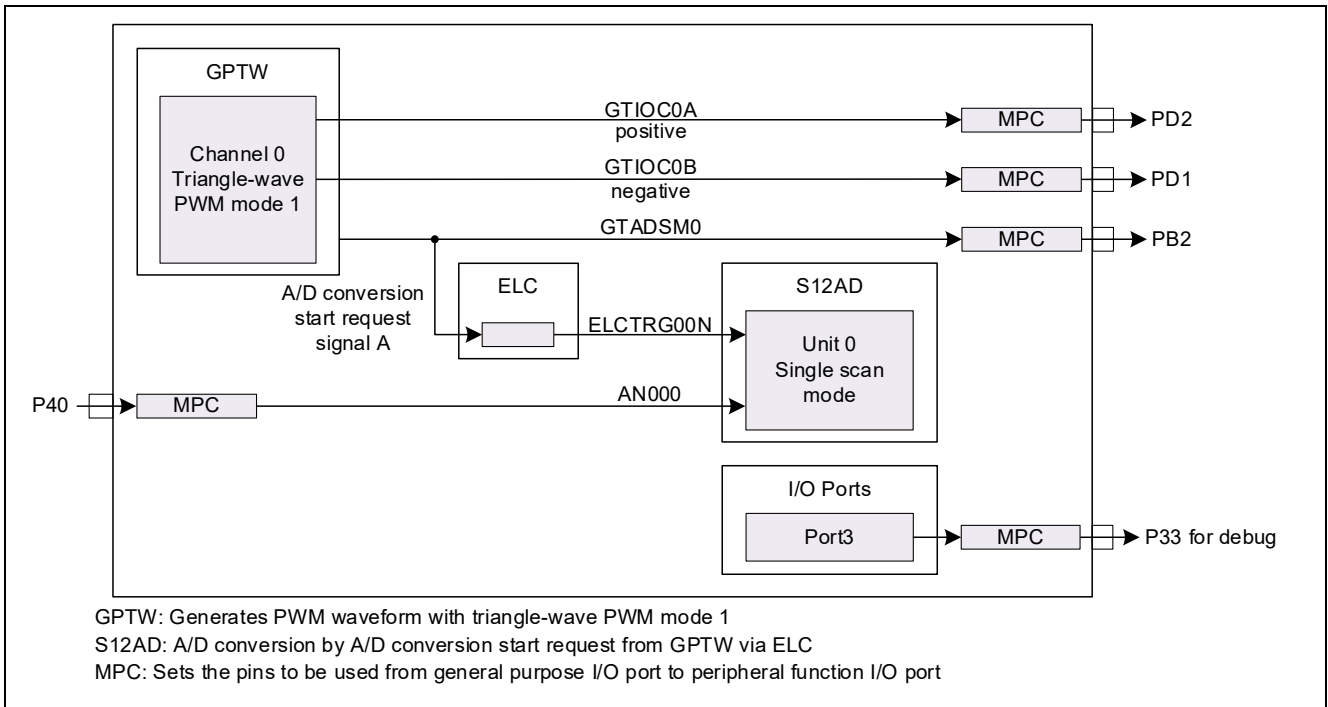 GPTW
Channel 0
Triangle-wave
PWM mode 1
GTIOC0A
positive
MPC
PD2
GTIOC0B
negative
MPC
PD1
GTADSM0
MPC
PB2
A/D conversion
start request
signal A
ELC
ELCTRG00N
S12AD
Unit 0
Single scan
mode
P40
MPC
AN000
I/O Ports
Port3
MPC
P33 for debug
GPTW: Generates PWM waveform with triangle-wave PWM mode 1
S12AD: A/D conversion by A/D conversion start request from GPTW via ELC
MPC: Sets the pins to be used from general purpose I/O port to peripheral function I/O port